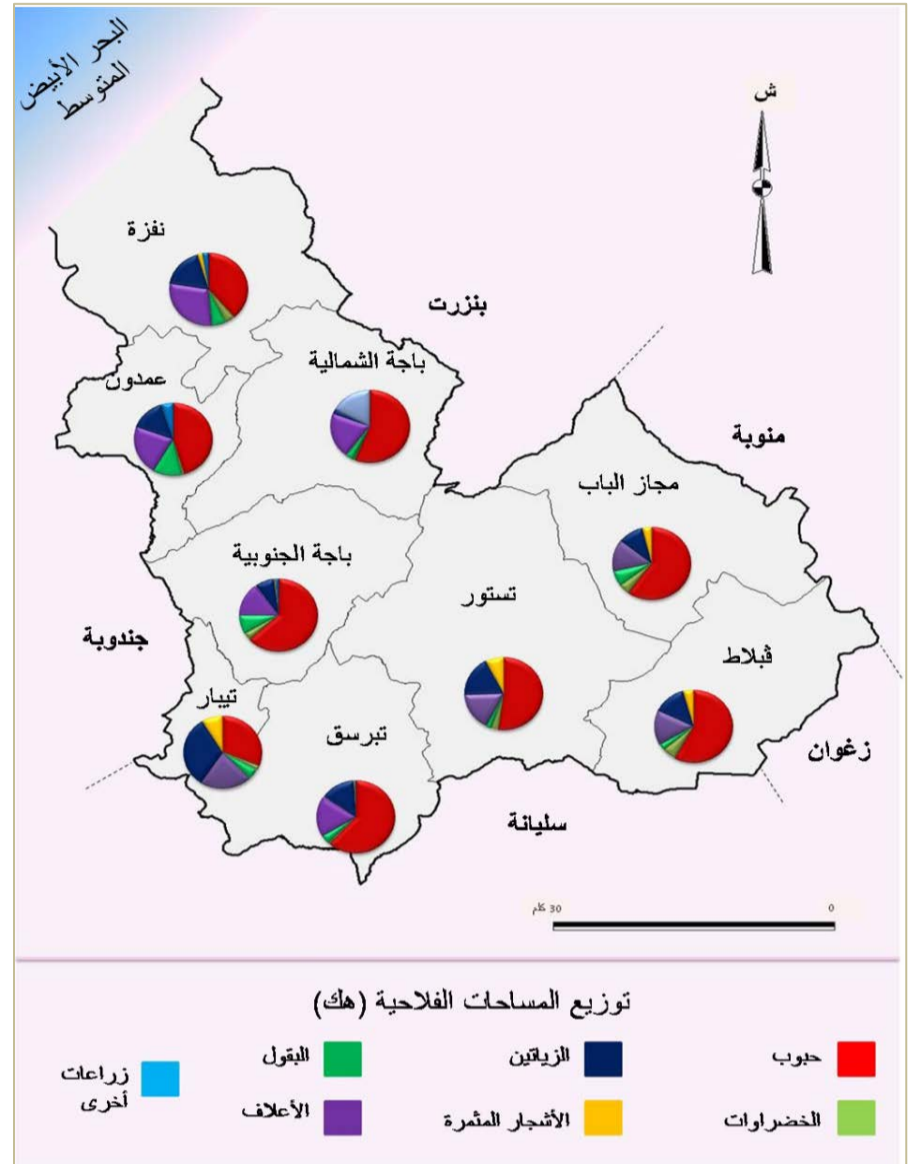 البحر الأبيض
المتوسط
ش
نفزة
بنزرت
باجة الشمالية
عمدون
منوبة
مجاز الباب
باجة الجنوبية
تستور
جندوبة
ڤبلاط
تيبار
تبرسق
زغوان
سليانة
30 كلم
0
توزيع المساحات الفلاحية (هك)
حبوب
الزياتين
البقول
زراعات
أخرى
الخضراوات
الأشجار المثمرة
الأعلاف